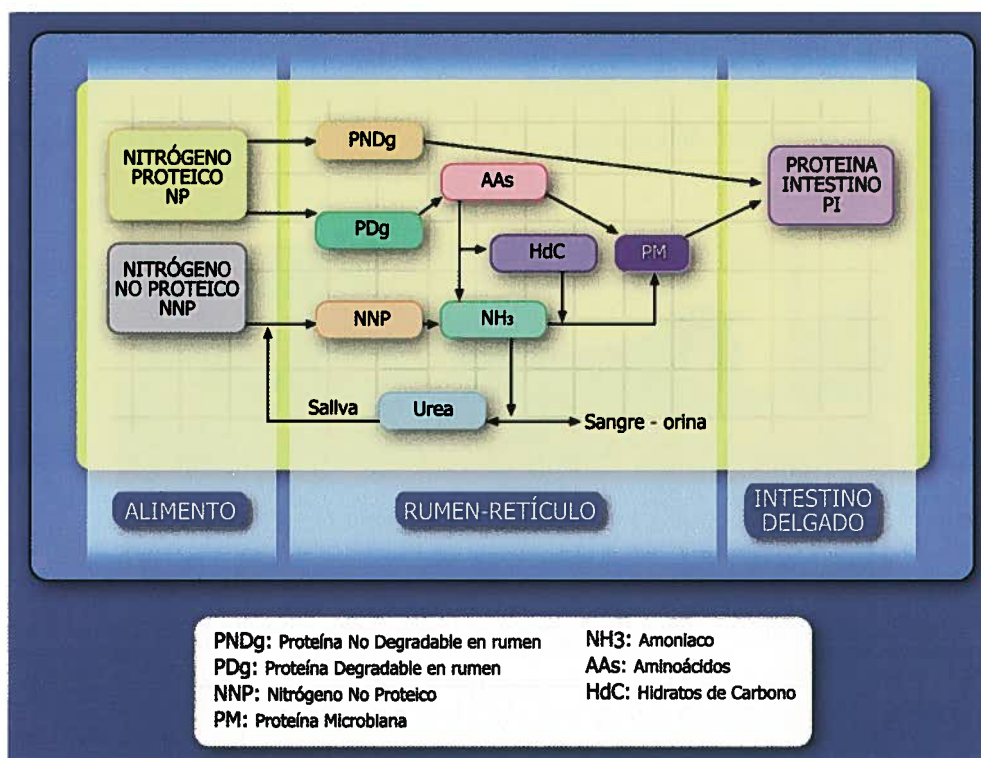 NITRÓGENO
PROTEICO
NP
NITRÓGENO
NO PROTEICO
NNP
PNDg
AAs
PDg
HdC
PM
NNP
NH₃
Saliva
Urea
Sangre - orina
PROTEINA
INTESTINO
PI
ALIMENTO
RUMEN-RETÍCULO
INTESTINO
DELGADO
PNDg: Proteína No Degradable en rumen
PDg: Proteína Degradable en rumen
NNP: Nitrógeno No Proteico
PM: Proteína Microbiana
NH3: Amoniaco
AAs: Aminoácidos
HdC: Hidratos de Carbono